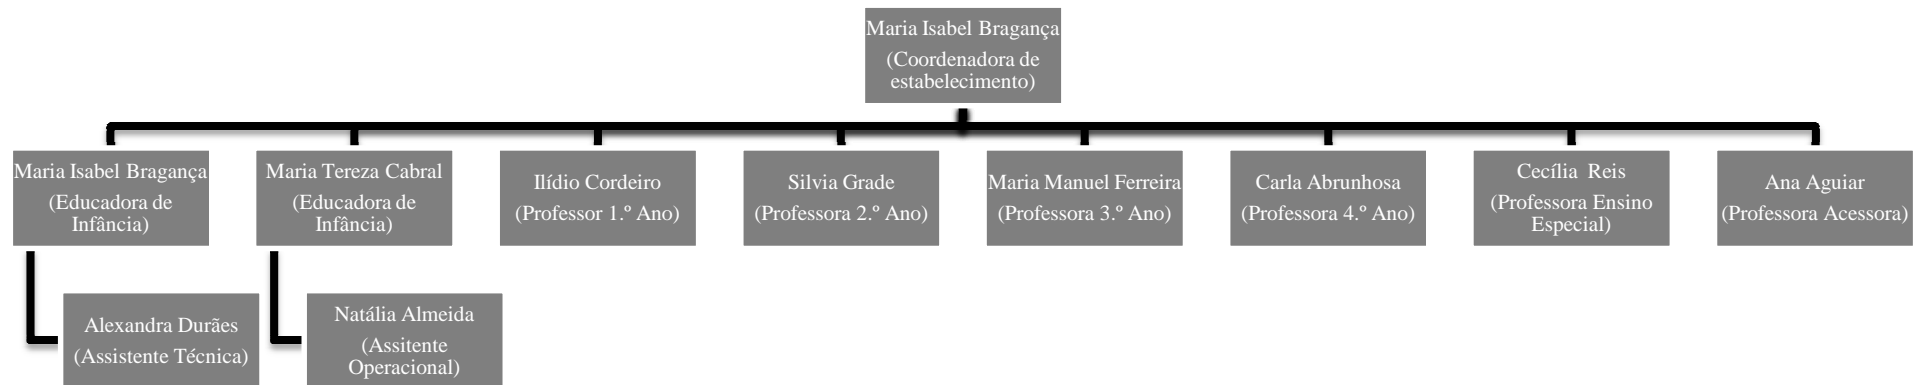 Maria Isabel Bragança
(Coordenadora de
estabelecimento)
Maria Isabel Bragança
(Educadora de
Infância)
Maria Tereza Cabral
(Educadora de
Infância)
Ilídio Cordeiro
(Professor 1.º Ano)
Silvia Grade
(Professora 2.º Ano)
Maria Manuel Ferreira
(Professora 3.º Ano)
Carla Abrunhosa
(Professora 4.º Ano)
Cecília Reis
(Professora Ensino
Especial)
Ana Aguiar
(Professora Acessora)
Alexandra Durães
(Assistente Técnica)
Natália Almeida
(Assitente
Operacional)